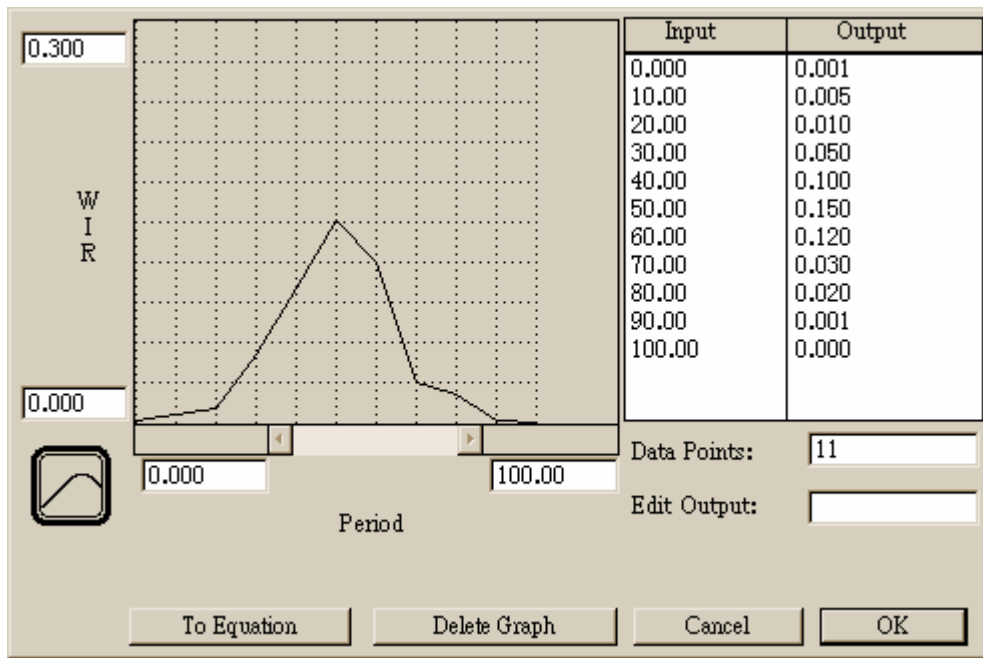 0.300
W
I
R
0.000
0.000
100.00
Period
Input Output
0.000 0.001
10.00 0.005
20.00 0.010
30.00 0.050
40.00 0.100
50.00 0.150
60.00 0.120
70.00 0.030
80.00 0.020
90.00 0.001
100.00 0.000
Data Points: 11
Edit Output:
To Equation Delete Graph Cancel OK